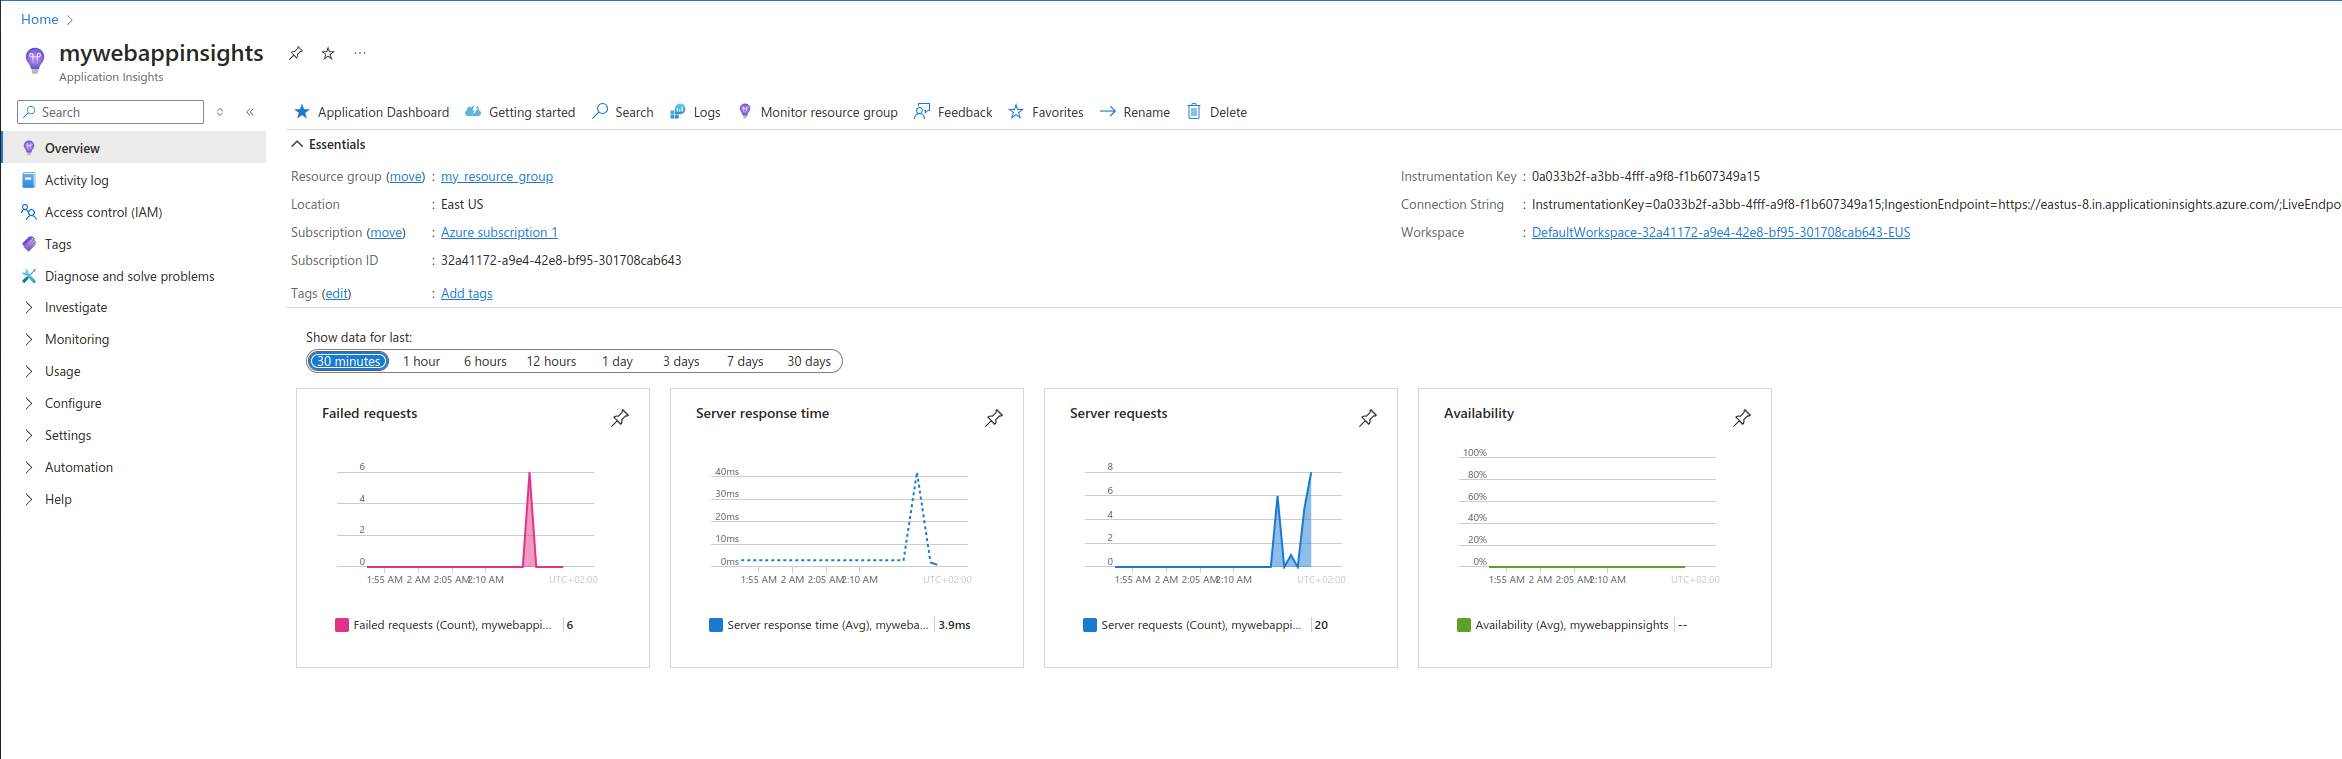 Home
mywebappinsights
Application Insights
Search
Overview
Activity log
Access control (IAM)
Tags
Diagnose and solve problems
Investigate
Monitoring
Usage
Configure
Settings
Automation
Help
Application Dashboard Getting started Search Logs Monitor resource group Feedback Favorites Rename Delete
Essentials
Resource group (move) : my_resource_group
Location : East US
Subscription (move) : Azure subscription 1
Subscription ID : 32a41172-a9e4-42e8-bf95-301708cab643
Tags (edit) : Add tags
Instrumentation Key : 0a033b2f-a3bb-4fff-a9f8-f1b607349a15
Connection String : InstrumentationKey=0a033b2f-a3bb-4fff-a9f8-f1b607349a15;IngestionEndpoint=https://eastus-8.in.applicationinsights.azure.com/;LiveEndpo
Workspace : DefaultWorkspace-32a41172-a9e4-42e8-bf95-301708cab643-EUS
Show data for last:
30 minutes 1 hour 6 hours 12 hours 1 day 3 days 7 days 30 days
Failed requests
6
4
2
0
1:55 AM 2 AM 2:05 AM 2:10 AM UTC+02:00
Failed requests (Count), mywebappi... 6
Server response time
40ms
30ms
20ms
10ms
0ms
1:55 AM 2 AM 2:05 AM 2:10 AM UTC+02:00
Server response time (Avg), myweba... 3.9ms
Server requests
8
6
4
2
0
1:55 AM 2 AM 2:05 AM 2:10 AM UTC+02:00
Server requests (Count), mywebappi... 20
Availability
100%
80%
60%
40%
20%
0%
1:55 AM 2 AM 2:05 AM 2:10 AM UTC+02:00
Availability (Avg), mywebappinsights --